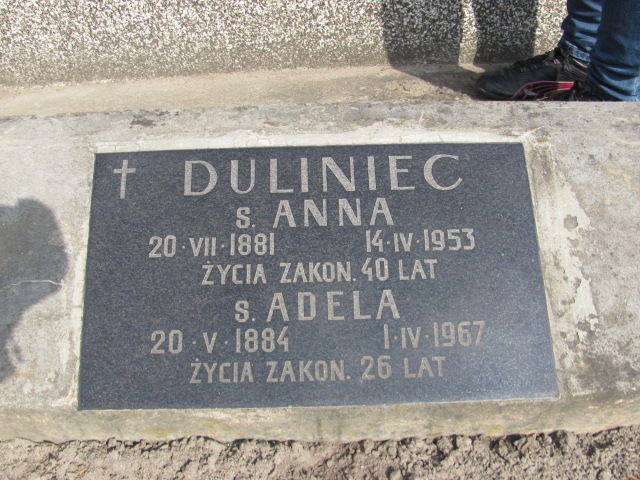 DULINIEC
s. ANNA
20·VII·1881 14·IV·1953
ŻYCIA ZAKON. 40 LAT
s. ADELA
20·V·1884 1·IV·1967
ŻYCIA ZAKON. 26 LAT